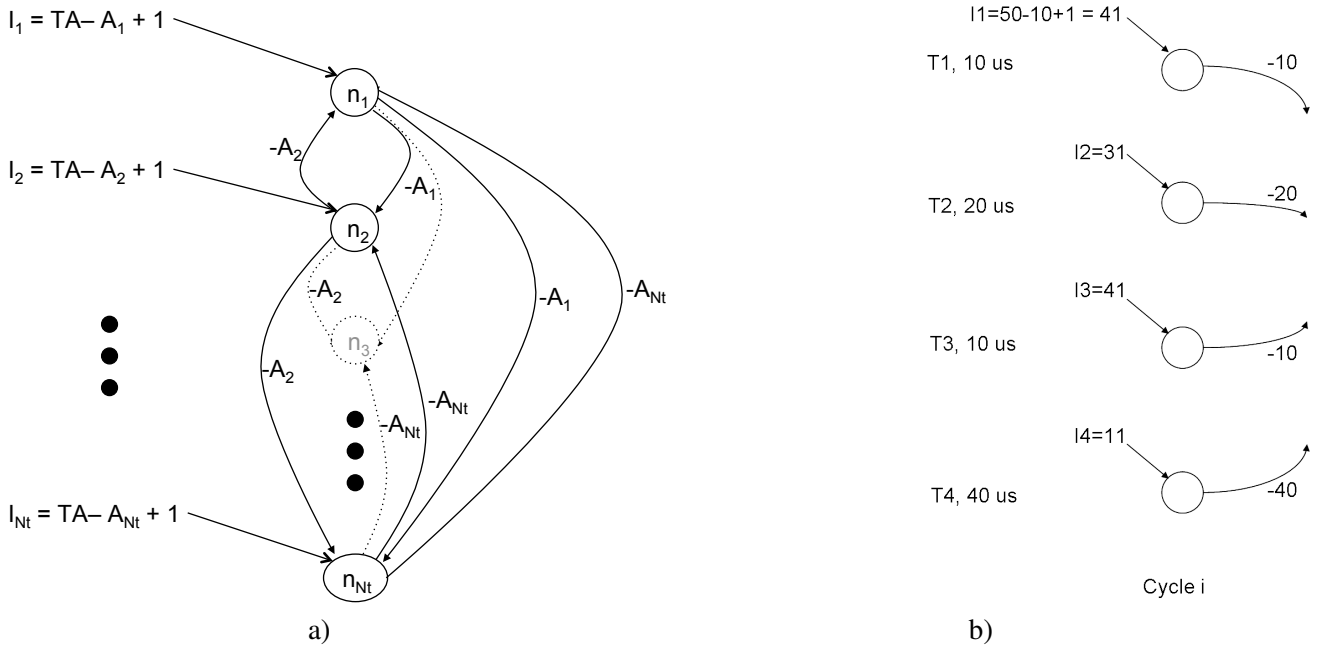 I1 = TA– A1 + 1
n1
-A2
I2 = TA– A2 + 1
-A1
n2
-A2
-A1
-ANt
n3
-A2
-ANt
-ANt
INt = TA– ANt + 1
nNt
a)
I1=50-10+1 = 41
T1, 10 us
-10
I2=31
T2, 20 us
-20
I3=41
T3, 10 us
-10
I4=11
T4, 40 us
-40
Cycle i
b)